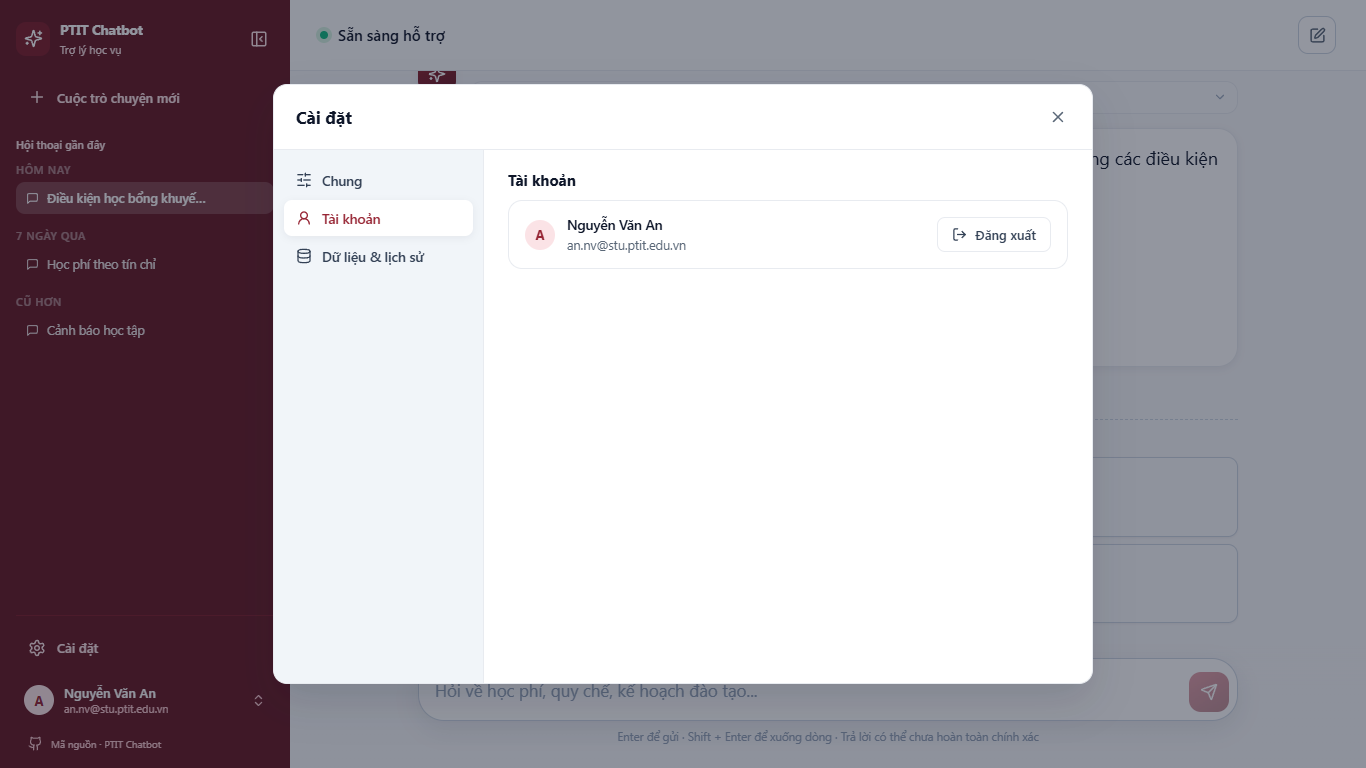 PTIT Chatbot
Trợ lý học vụ
Cuộc trò chuyện mới
Hội thoại gần đây
HÔM NAY
Điều kiện học bổng khuyế...
7 NGÀY QUA
Học phí theo tín chỉ
CŨ HƠN
Cảnh báo học tập
Cài đặt
A
Nguyễn Văn An
an.nv@stu.ptit.edu.vn
Mã nguồn · PTIT Chatbot
Sẵn sàng hỗ trợ
Cài đặt
Chung
Tài khoản
Dữ liệu & lịch sử
Tài khoản
A
Nguyễn Văn An
an.nv@stu.ptit.edu.vn
Đăng xuất
các điều kiện
Hỏi về học phí, quy chế, kế hoạch đào tạo...
Enter để gửi · Shift + Enter để xuống dòng · Trả lời có thể chưa hoàn toàn chính xác